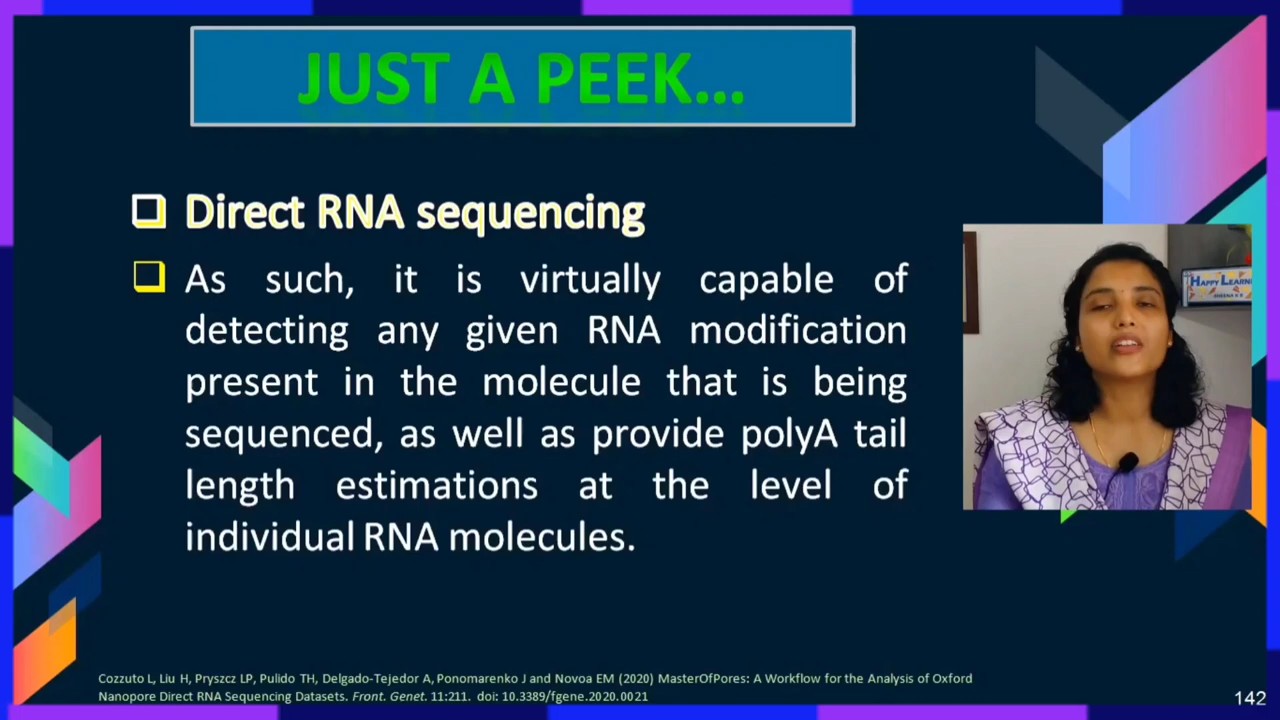 JUST A PEEK...
Direct RNA sequencing
As such, it is virtually capable of
detecting any given RNA modification
present in the molecule that is being
sequenced, as well as provide polyA tail
length estimations at the level of
individual RNA molecules.
HAPPY LEARNI
Cozzuto L, Liu H, Pryszcz LP, Pulido TH, Delgado-Tejedor A, Ponomarenko J and Novoa EM (2020) MasterOfPores: A Workflow for the Analysis of Oxford
Nanopore Direct RNA Sequencing Datasets. Front. Genet. 11:211. doi: 10.3389/fgene.2020.0021
142